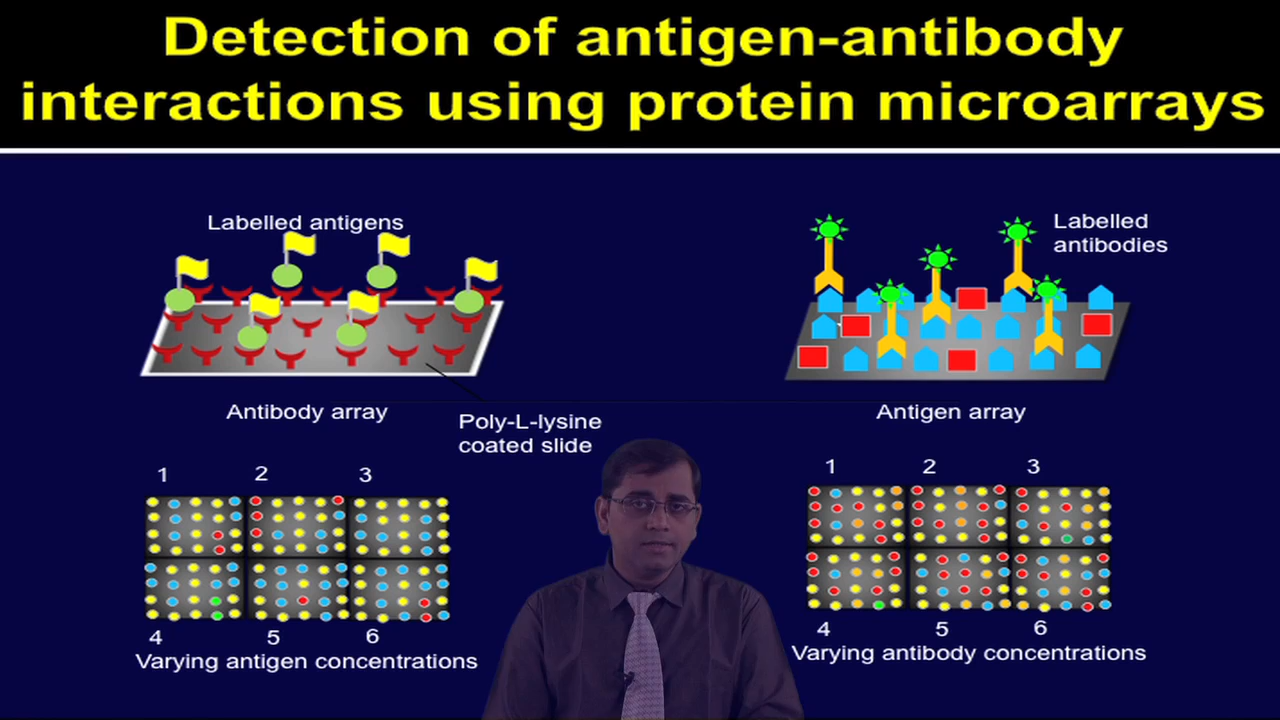 Detection of antigen-antibody
interactions using protein microarrays
Labelled antigens
Labelled
antibodies
Antibody array
Poly-L-lysine
coated slide
Antigen array
1 2 3
4 5 6
Varying antigen concentrations
1 2 3
4 5 6
Varying antibody concentrations